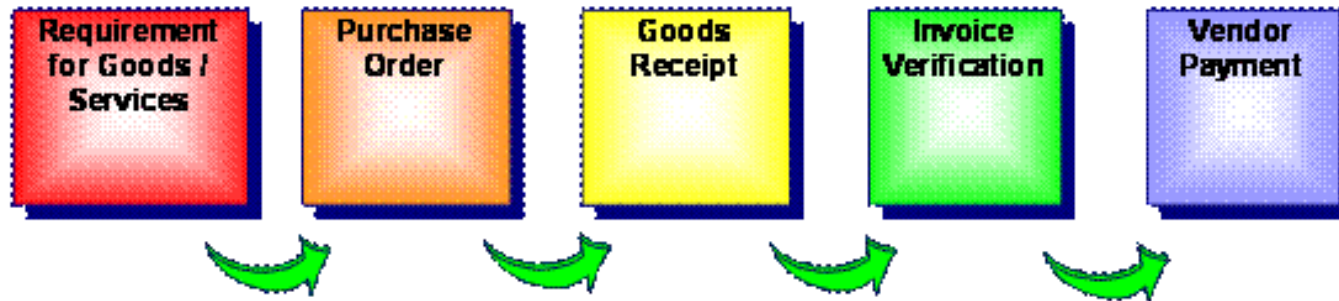 Requirement
for Goods /
Services
Purchase
Order
Goods
Receipt
Invoice
Verification
Vendor
Payment